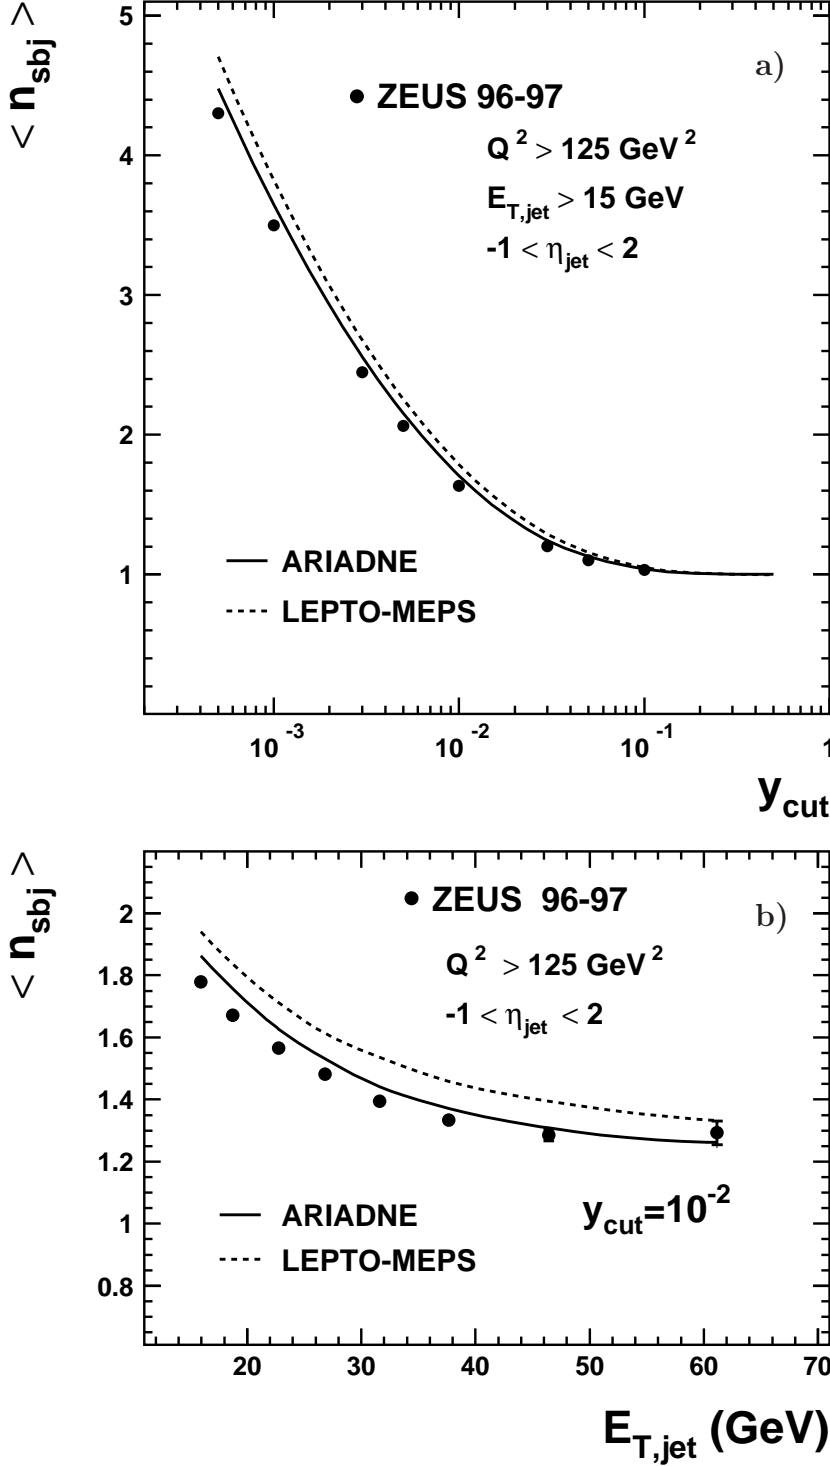 < n_sbj >
5
4
3
2
1
a)
● ZEUS 96-97
Q² > 125 GeV²
E_T,jet > 15 GeV
-1 < η_jet < 2
ARIADNE
LEPTO-MEPS
10⁻³ 10⁻² 10⁻¹ 1
y_cut
< n_sbj >
2
1.8
1.6
1.4
1.2
1
0.8
b)
● ZEUS 96-97
Q² > 125 GeV²
-1 < η_jet < 2
y_cut=10⁻²
ARIADNE
LEPTO-MEPS
20 30 40 50 60 70
E_T,jet (GeV)